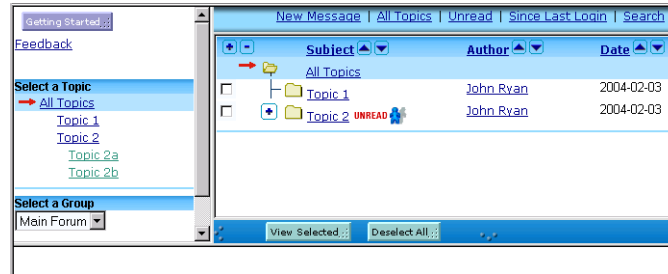 Getting Started
Feedback
Select a Topic
All Topics
Topic 1
Topic 2
Topic 2a
Topic 2b
Select a Group
Main Forum
New Message | All Topics | Unread | Since Last Login | Search
Subject Author Date
All Topics
Topic 1 John Ryan 2004-02-03
Topic 2 UNREAD John Ryan 2004-02-03
View Selected Deselect All